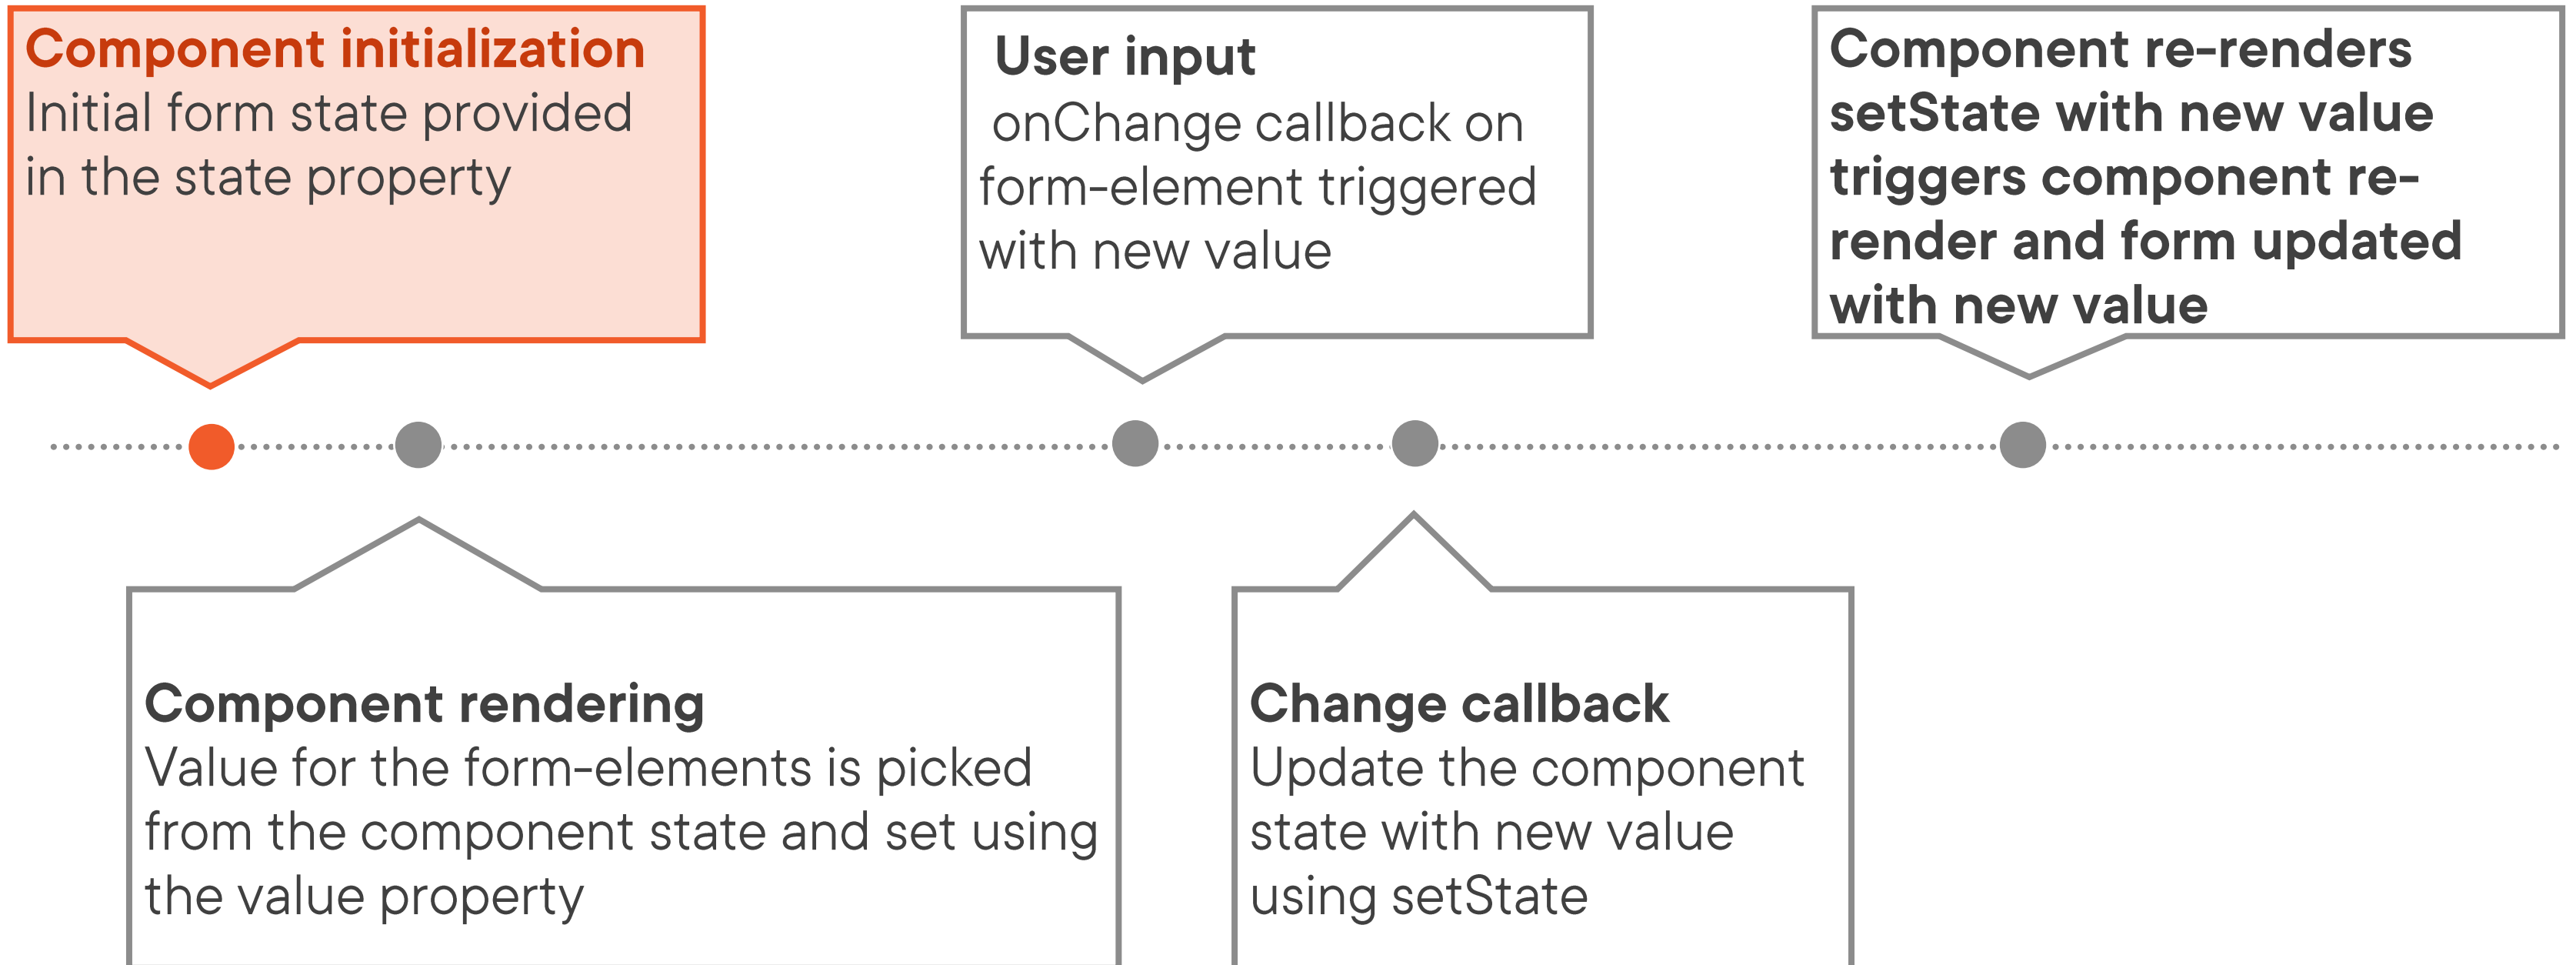 Component initialization
Initial form state provided
in the state property
User input
onChange callback on
form-element triggered
with new value
Component re-renders
setState with new value
triggers component re-
render and form updated
with new value
Component rendering
Value for the form-elements is picked
from the component state and set using
the value property
Change callback
Update the component
state with new value
using setState